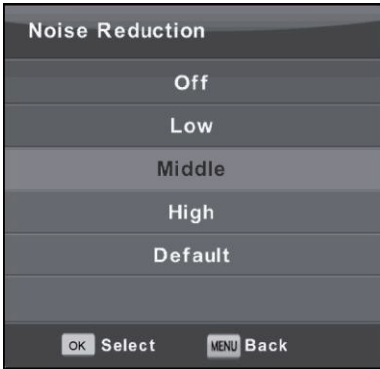 Noise Reduction
Off
Low
Middle
High
Default
OK Select MENU Back